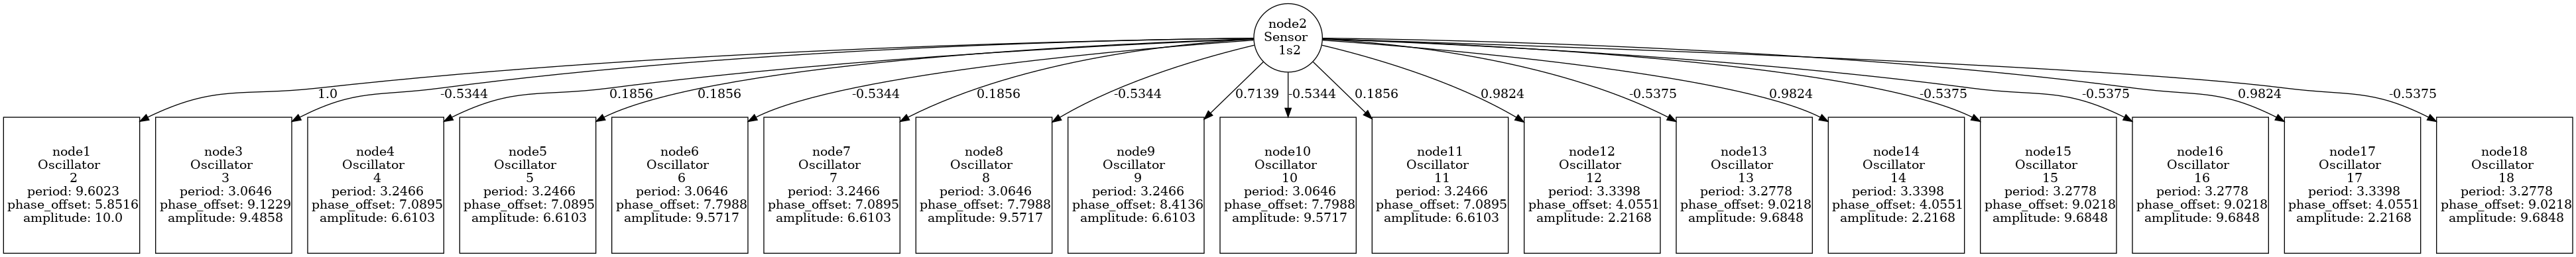 node2
Sensor
1s2
1.0
-0.5344
0.1856
0.1856
-0.5344
0.1856
-0.5344
0.7139
-0.5344
0.1856
0.9824
-0.5375
0.9824
-0.5375
-0.5375
0.9824
-0.5375
node1
Oscillator
2
period: 9.6023
phase_offset: 5.8516
amplitude: 10.0
node3
Oscillator
3
period: 3.0646
phase_offset: 9.1229
amplitude: 9.4858
node4
Oscillator
4
period: 3.2466
phase_offset: 7.0895
amplitude: 6.6103
node5
Oscillator
5
period: 3.2466
phase_offset: 7.0895
amplitude: 6.6103
node6
Oscillator
6
period: 3.0646
phase_offset: 7.7988
amplitude: 9.5717
node7
Oscillator
7
period: 3.2466
phase_offset: 7.0895
amplitude: 6.6103
node8
Oscillator
8
period: 3.0646
phase_offset: 7.7988
amplitude: 9.5717
node9
Oscillator
9
period: 3.2466
phase_offset: 8.4136
amplitude: 6.6103
node10
Oscillator
10
period: 3.0646
phase_offset: 7.7988
amplitude: 9.5717
node11
Oscillator
11
period: 3.2466
phase_offset: 7.0895
amplitude: 6.6103
node12
Oscillator
12
period: 3.3398
phase_offset: 4.0551
amplitude: 2.2168
node13
Oscillator
13
period: 3.2778
phase_offset: 9.0218
amplitude: 9.6848
node14
Oscillator
14
period: 3.3398
phase_offset: 4.0551
amplitude: 2.2168
node15
Oscillator
15
period: 3.2778
phase_offset: 9.0218
amplitude: 9.6848
node16
Oscillator
16
period: 3.2778
phase_offset: 9.0218
amplitude: 9.6848
node17
Oscillator
17
period: 3.3398
phase_offset: 4.0551
amplitude: 2.2168
node18
Oscillator
18
period: 3.2778
phase_offset: 9.0218
amplitude: 9.6848